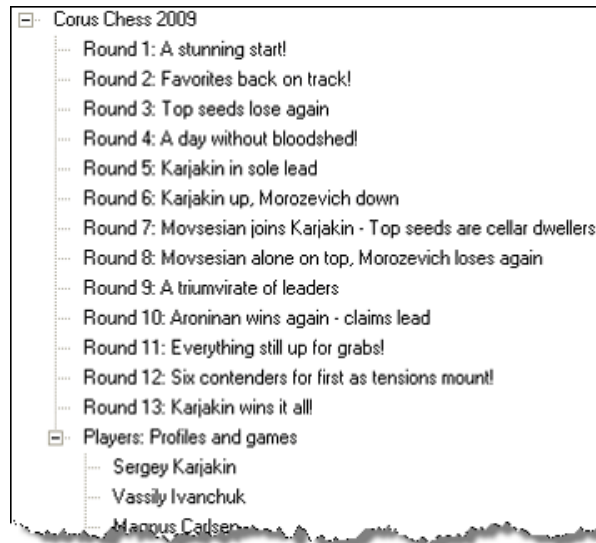 Corus Chess 2009
Round 1: A stunning start!
Round 2: Favorites back on track!
Round 3: Top seeds lose again
Round 4: A day without bloodshed!
Round 5: Karjakin in sole lead
Round 6: Karjakin up, Morozevich down
Round 7: Movsesian joins Karjakin - Top seeds are cellar dwellers
Round 8: Movsesian alone on top, Morozevich loses again
Round 9: A triumvirate of leaders
Round 10: Aroninan wins again - claims lead
Round 11: Everything still up for grabs!
Round 12: Six contenders for first as tensions mount!
Round 13: Karjakin wins it all!
Players: Profiles and games
Sergey Karjakin
Vassily Ivanchuk
Magnus Carlsen